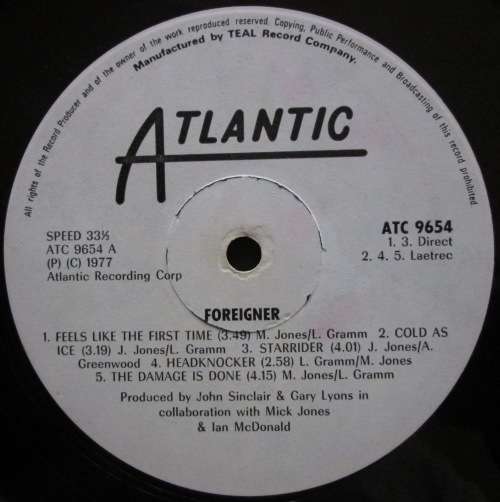 All rights of the Record Producer and of the owner of the work reproduced reserved. Copying, Public Performance and Broadcasting of this record prohibited.
Manufactured by TEAL Record Company.
ATLANTIC
SPEED 33⅓
ATC 9654 A
(P) (C) 1977
Atlantic Recording Corp
ATC 9654
1. 3. Direct
2. 4. 5. Laetrec
FOREIGNER
1. FEELS LIKE THE FIRST TIME (3.49) M. Jones/L. Gramm 2. COLD AS
ICE (3.19) J. Jones/L. Gramm 3. STARRIDER (4.01) J. Jones/A.
Greenwood 4. HEADKNOCKER (2.58) L. Gramm/M. Jones
5. THE DAMAGE IS DONE (4.15) M. Jones/L. Gramm
Produced by John Sinclair & Gary Lyons in
collaboration with Mick Jones
& Ian McDonald